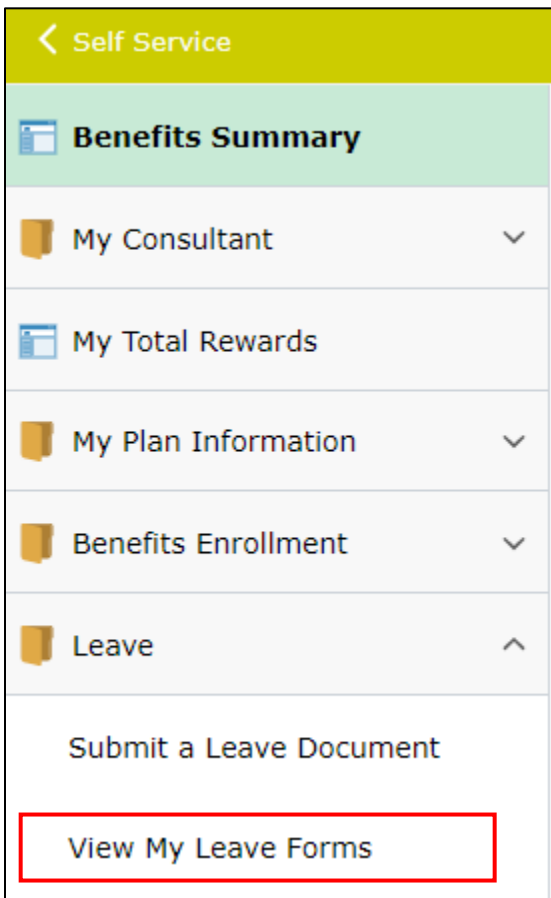 Self Service
Benefits Summary
My Consultant
My Total Rewards
My Plan Information
Benefits Enrollment
Leave
Submit a Leave Document
View My Leave Forms